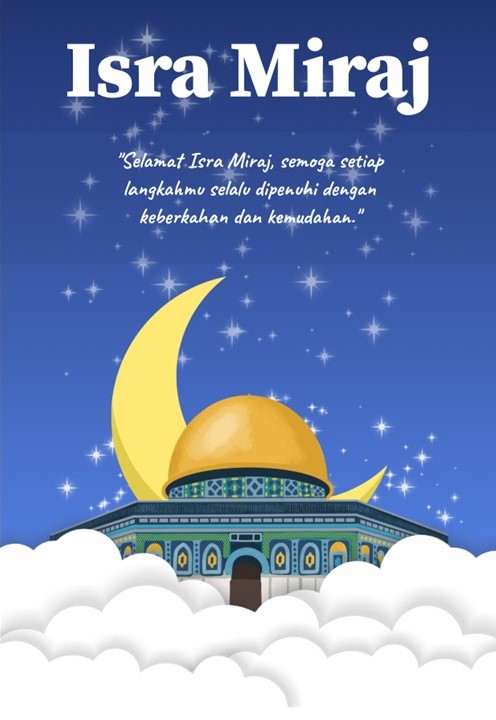 Isra Miraj
"Selamat Isra Miraj, semoga setiap
langkahmu selalu dipenuhi dengan
keberkahan dan kemudahan."